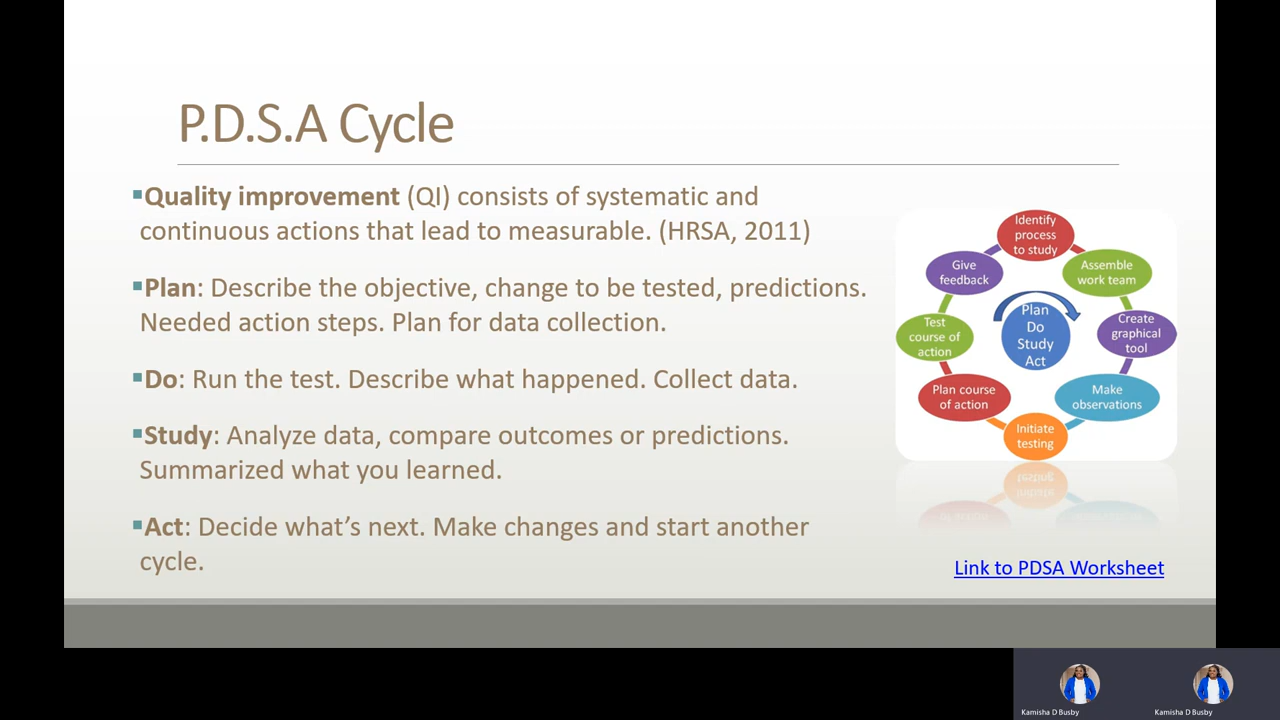 P.D.S.A Cycle
▪Quality improvement (QI) consists of systematic and
continuous actions that lead to measurable. (HRSA, 2011)
▪Plan: Describe the objective, change to be tested, predictions.
Needed action steps. Plan for data collection.
▪Do: Run the test. Describe what happened. Collect data.
▪Study: Analyze data, compare outcomes or predictions.
Summarized what you learned.
▪Act: Decide what’s next. Make changes and start another
cycle.
Identify
process
to study
Assemble
work team
Create
graphical
tool
Make
observations
Initiate
testing
Plan course
of action
Test
course of
action
Give
feedback
Plan
Do
Study
Act
Link to PDSA Worksheet
Kamisha D Busby
Kamisha D Busby